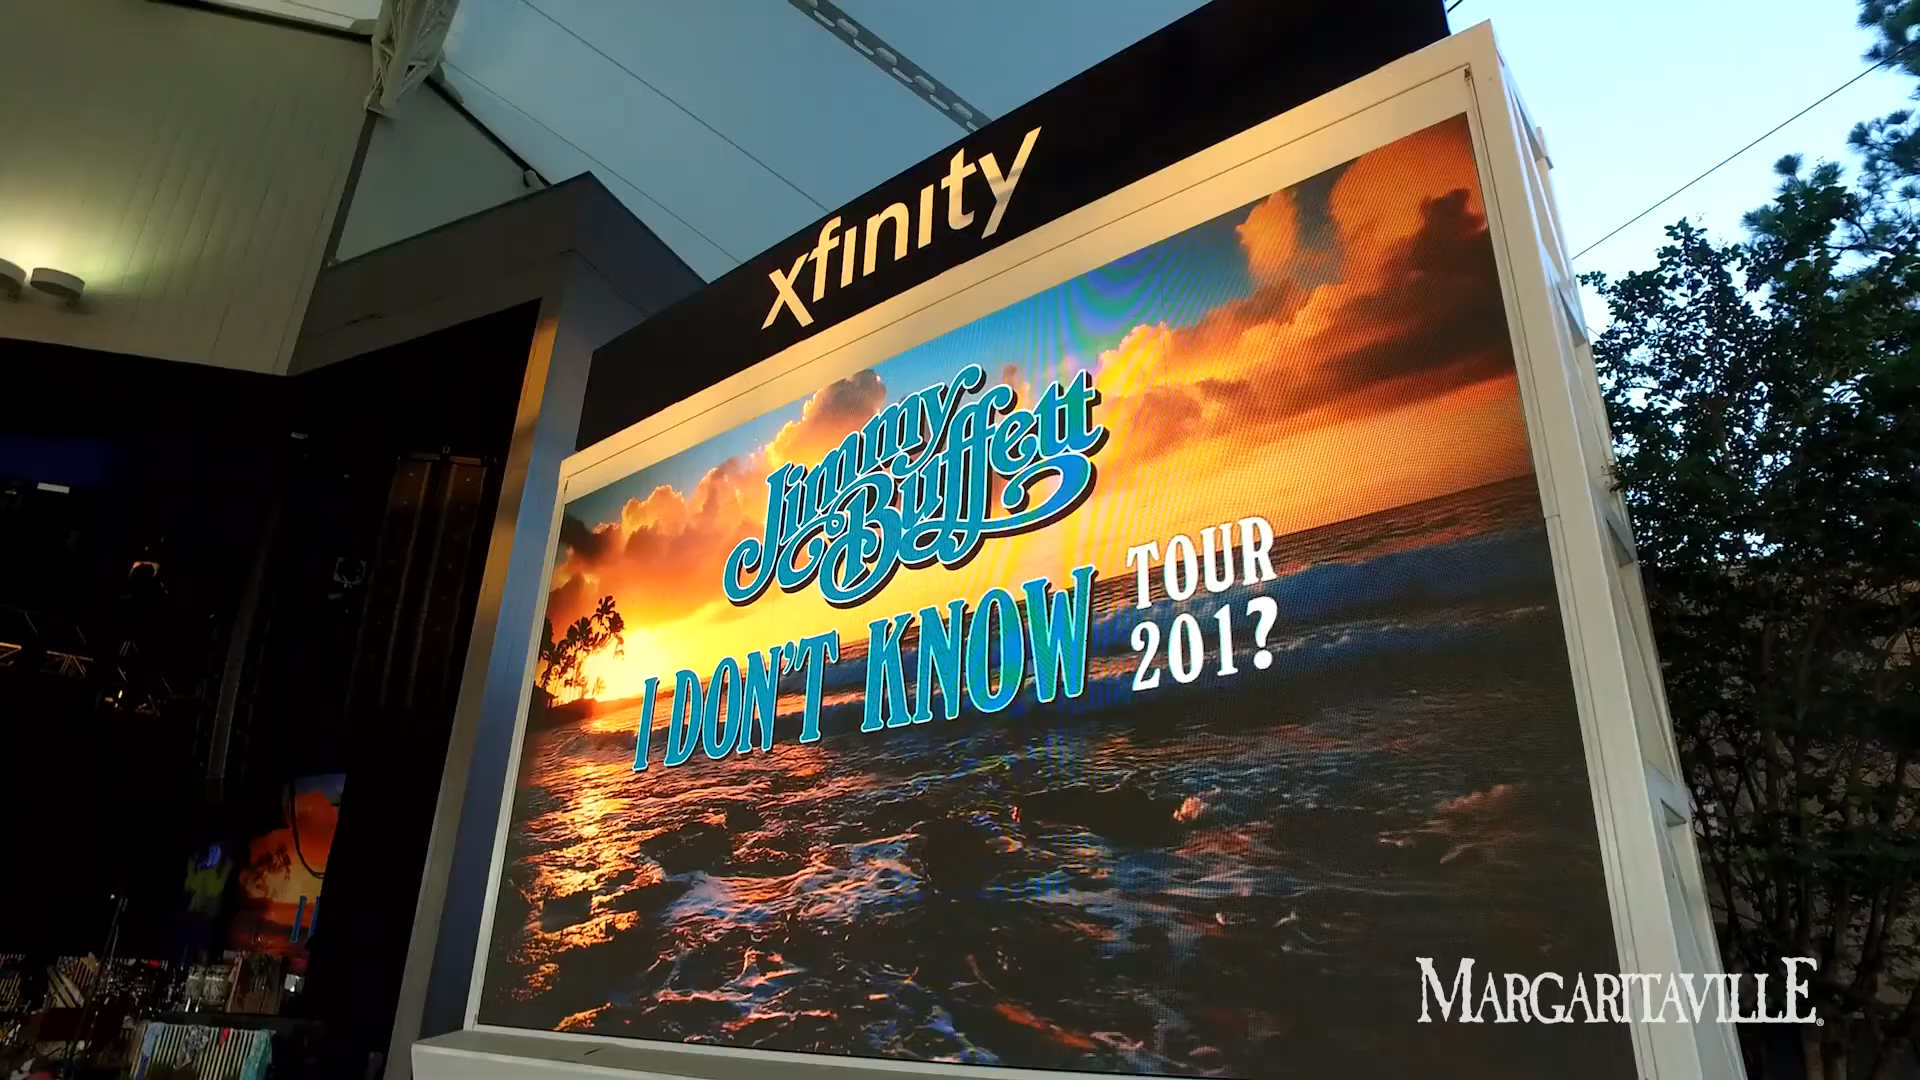 xfinity
Jimmy
Buffett
I DON'T KNOW
TOUR
201?
MARGARITAVILLE®